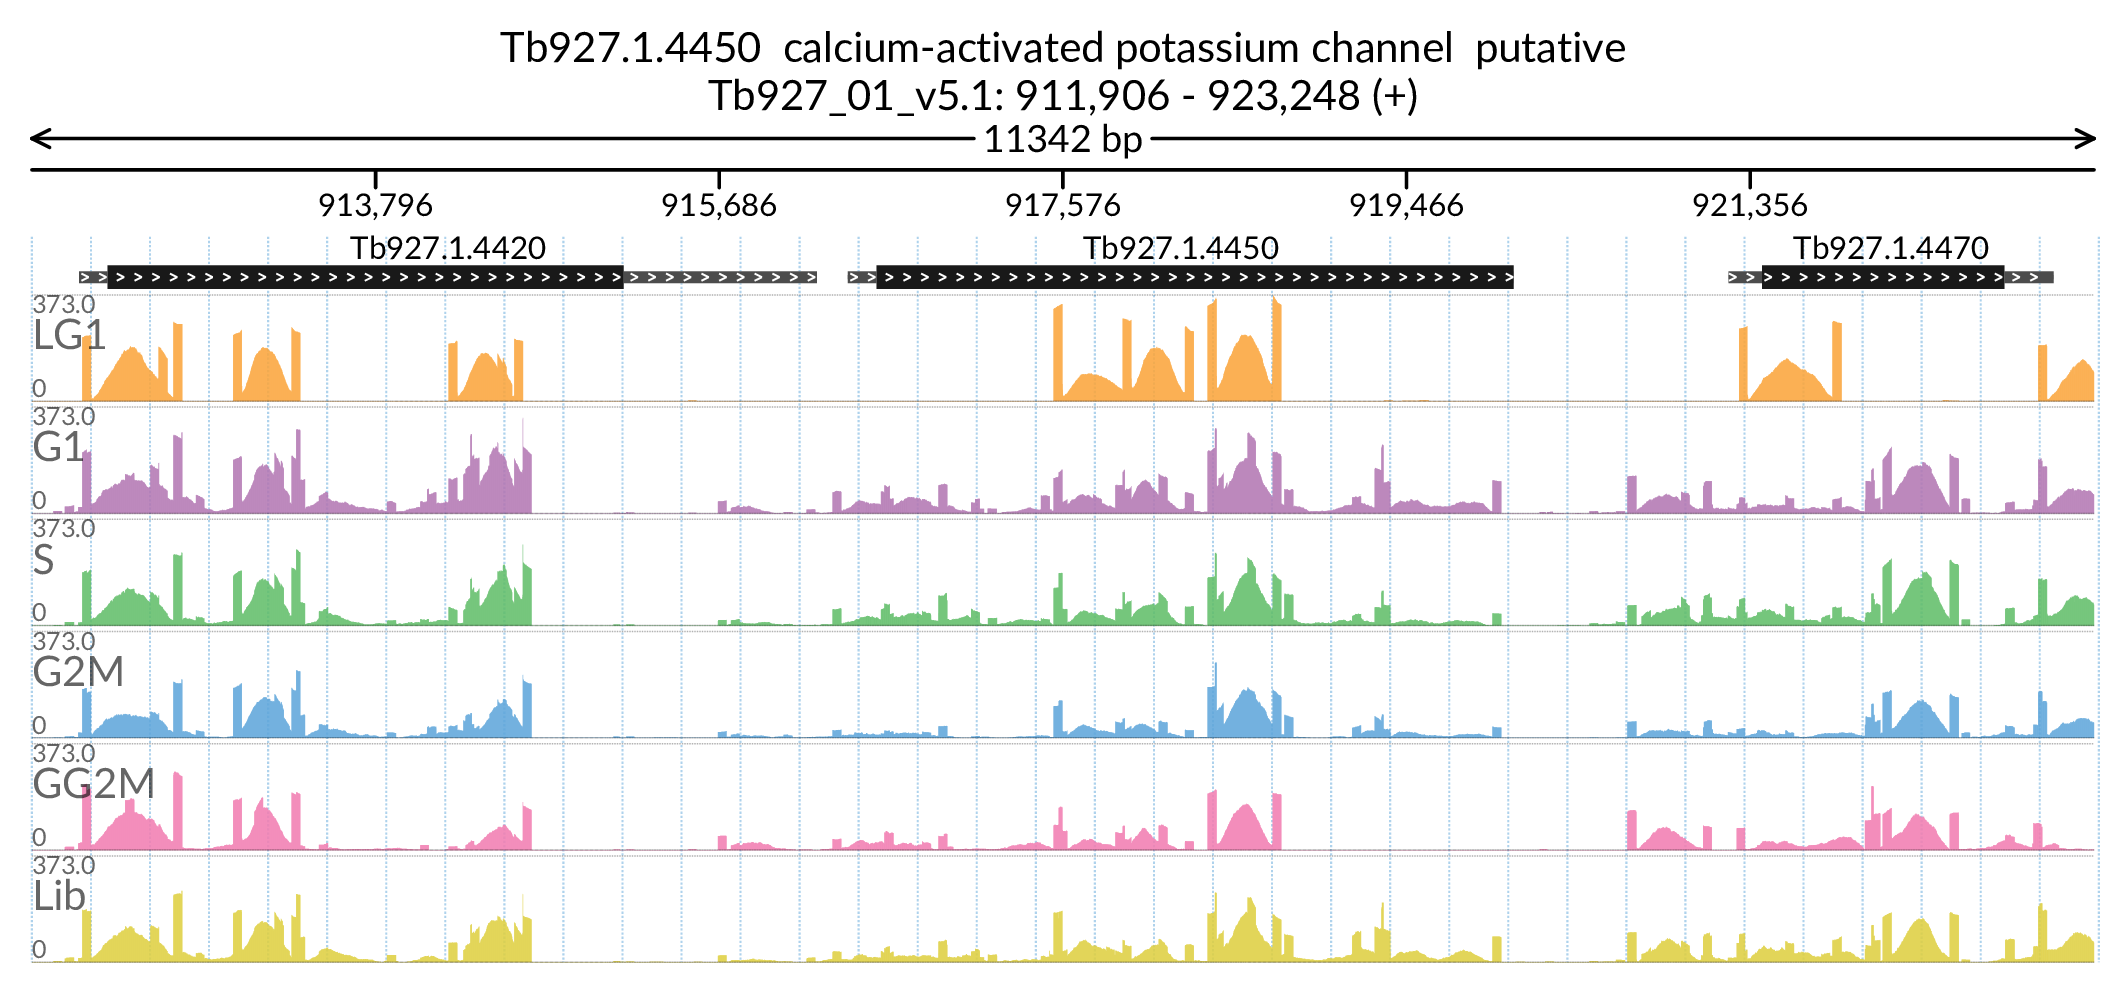 Tb927.1.4450  calcium-activated potassium channel  putative
Tb927_01_v5.1: 911,906 - 923,248 (+)
11342 bp
913,796 915,686 917,576 919,466 921,356
Tb927.1.4420 Tb927.1.4450 Tb927.1.4470
373.0
LG1
0
373.0
G1
0
373.0
S
0
373.0
G2M
0
373.0
GG2M
0
373.0
Lib
0